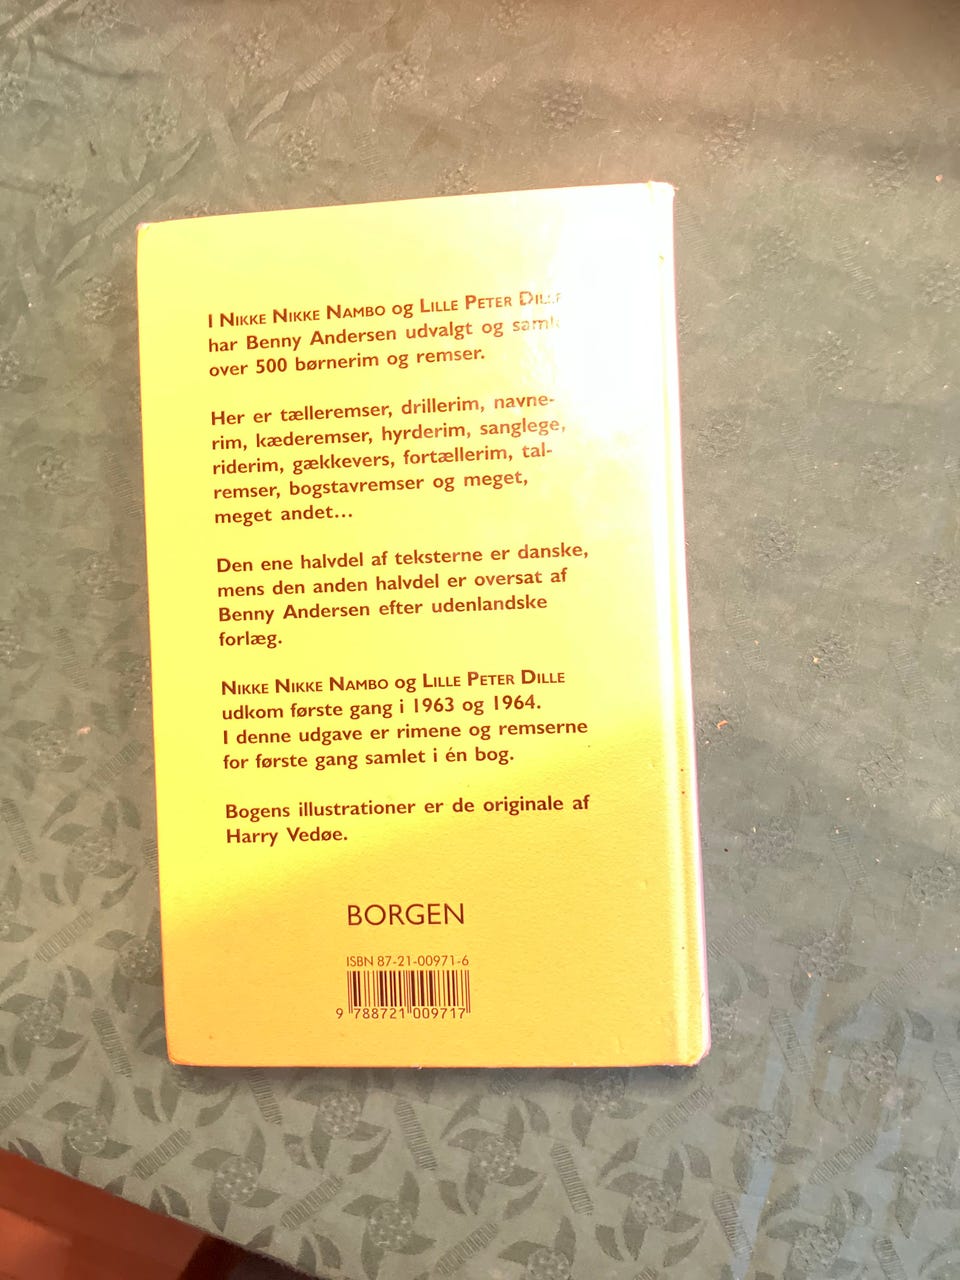 I NIKKE NIKKE NAMBO og LILLE PETER DILLE
har Benny Andersen udvalgt og
over 500 børnerim og remser.
Her er tælleremser, drillerim, navne-
rim, kæderemser, hyrderim, sanglege,
riderim, gækkevers, fortællerim, tal-
remser, bogstavremser og meget,
meget andet...
Den ene halvdel af teksterne er danske,
mens den anden halvdel er oversat af
Benny Andersen efter udenlandske
forlæg.
NIKKE NIKKE NAMBO og LILLE PETER DILLE
udkom første gang i 1963 og 1964.
I denne udgave er rimene og remserne
for første gang samlet i én bog.
Bogens illustrationer er de originale af
Harry Vedøe.
BORGEN
ISBN 87-21-00971-6
9 788721 009717